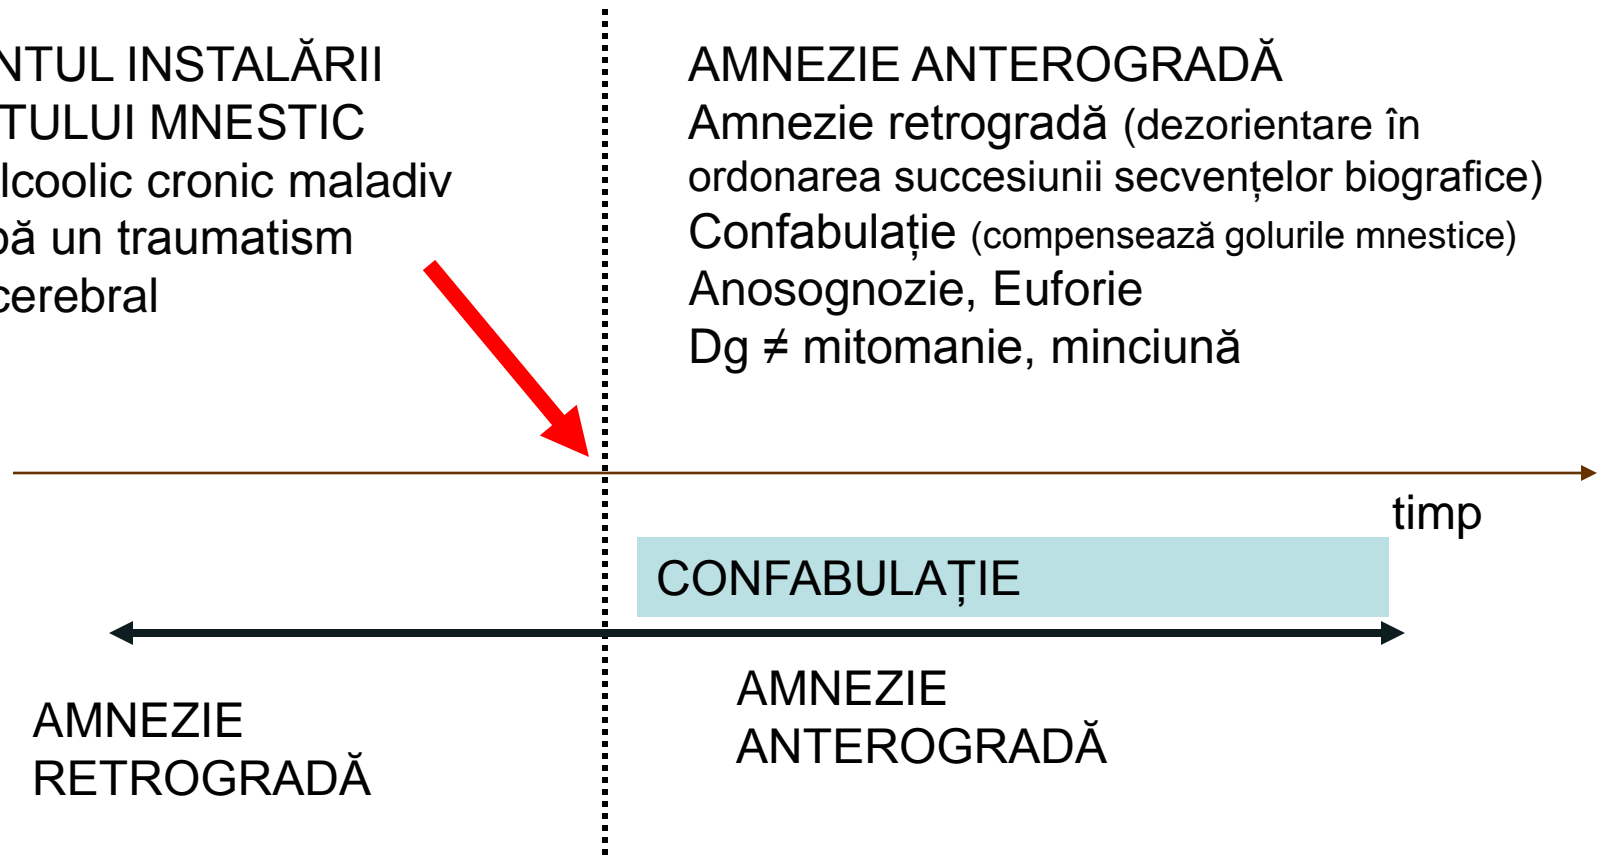 NTUL INSTALĂRII
TULUI MNESTIC
lcoolic cronic maladiv
pă un traumatism
cerebral
AMNEZIE ANTEROGRADĂ
Amnezie retrogradă (dezorientare în
ordonarea succesiunii secvențelor biografice)
Confabulație (compensează golurile mnestice)
Anosognozie, Euforie
Dg ≠ mitomanie, minciună
timp
CONFABULAȚIE
AMNEZIE
RETROGRADĂ
AMNEZIE
ANTEROGRADĂ